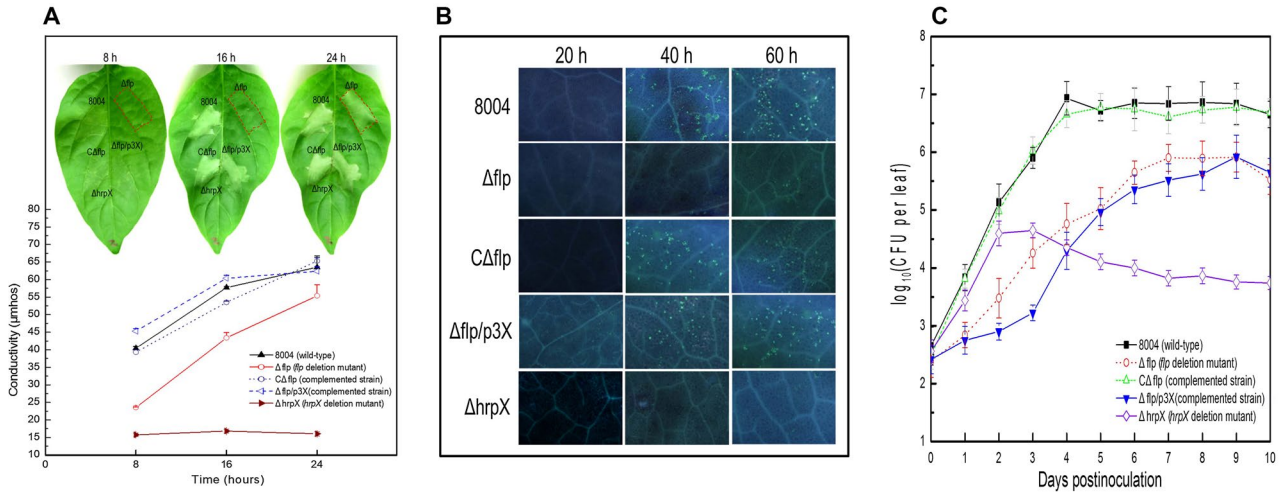 A
8 h
16 h
24 h
Δflp
8004
CΔflp
Δflp/p3X)
ΔhrpX
Δflp
8004
CΔflp
Δflp/p3X
ΔhrpX
Δflp
8004
CΔflp
Δflp/p3X
ΔhrpX
80
75
70
65
60
55
50
45
40
35
30
25
20
15
10
0
8
16
24
Conductivity (µmhos)
Time (hours)
8004 (wild-type)
Δflp (flp deletion mutant)
CΔflp (complemented strain)
Δflp/p3X(complemented strain)
ΔhrpX (hrpX deletion mutant)
B
20 h
40 h
60 h
8004
Δflp
CΔflp
Δflp/p3X
ΔhrpX
C
8
7
6
5
4
3
2
1
0
1
2
3
4
5
6
7
8
9
10
log10(CFU per leaf)
Days postinoculation
8004 (wild-type)
Δflp (flp deletion mutant)
CΔflp (complemented strain)
Δflp/p3X(complemented strain)
ΔhrpX (hrpX deletion mutant)